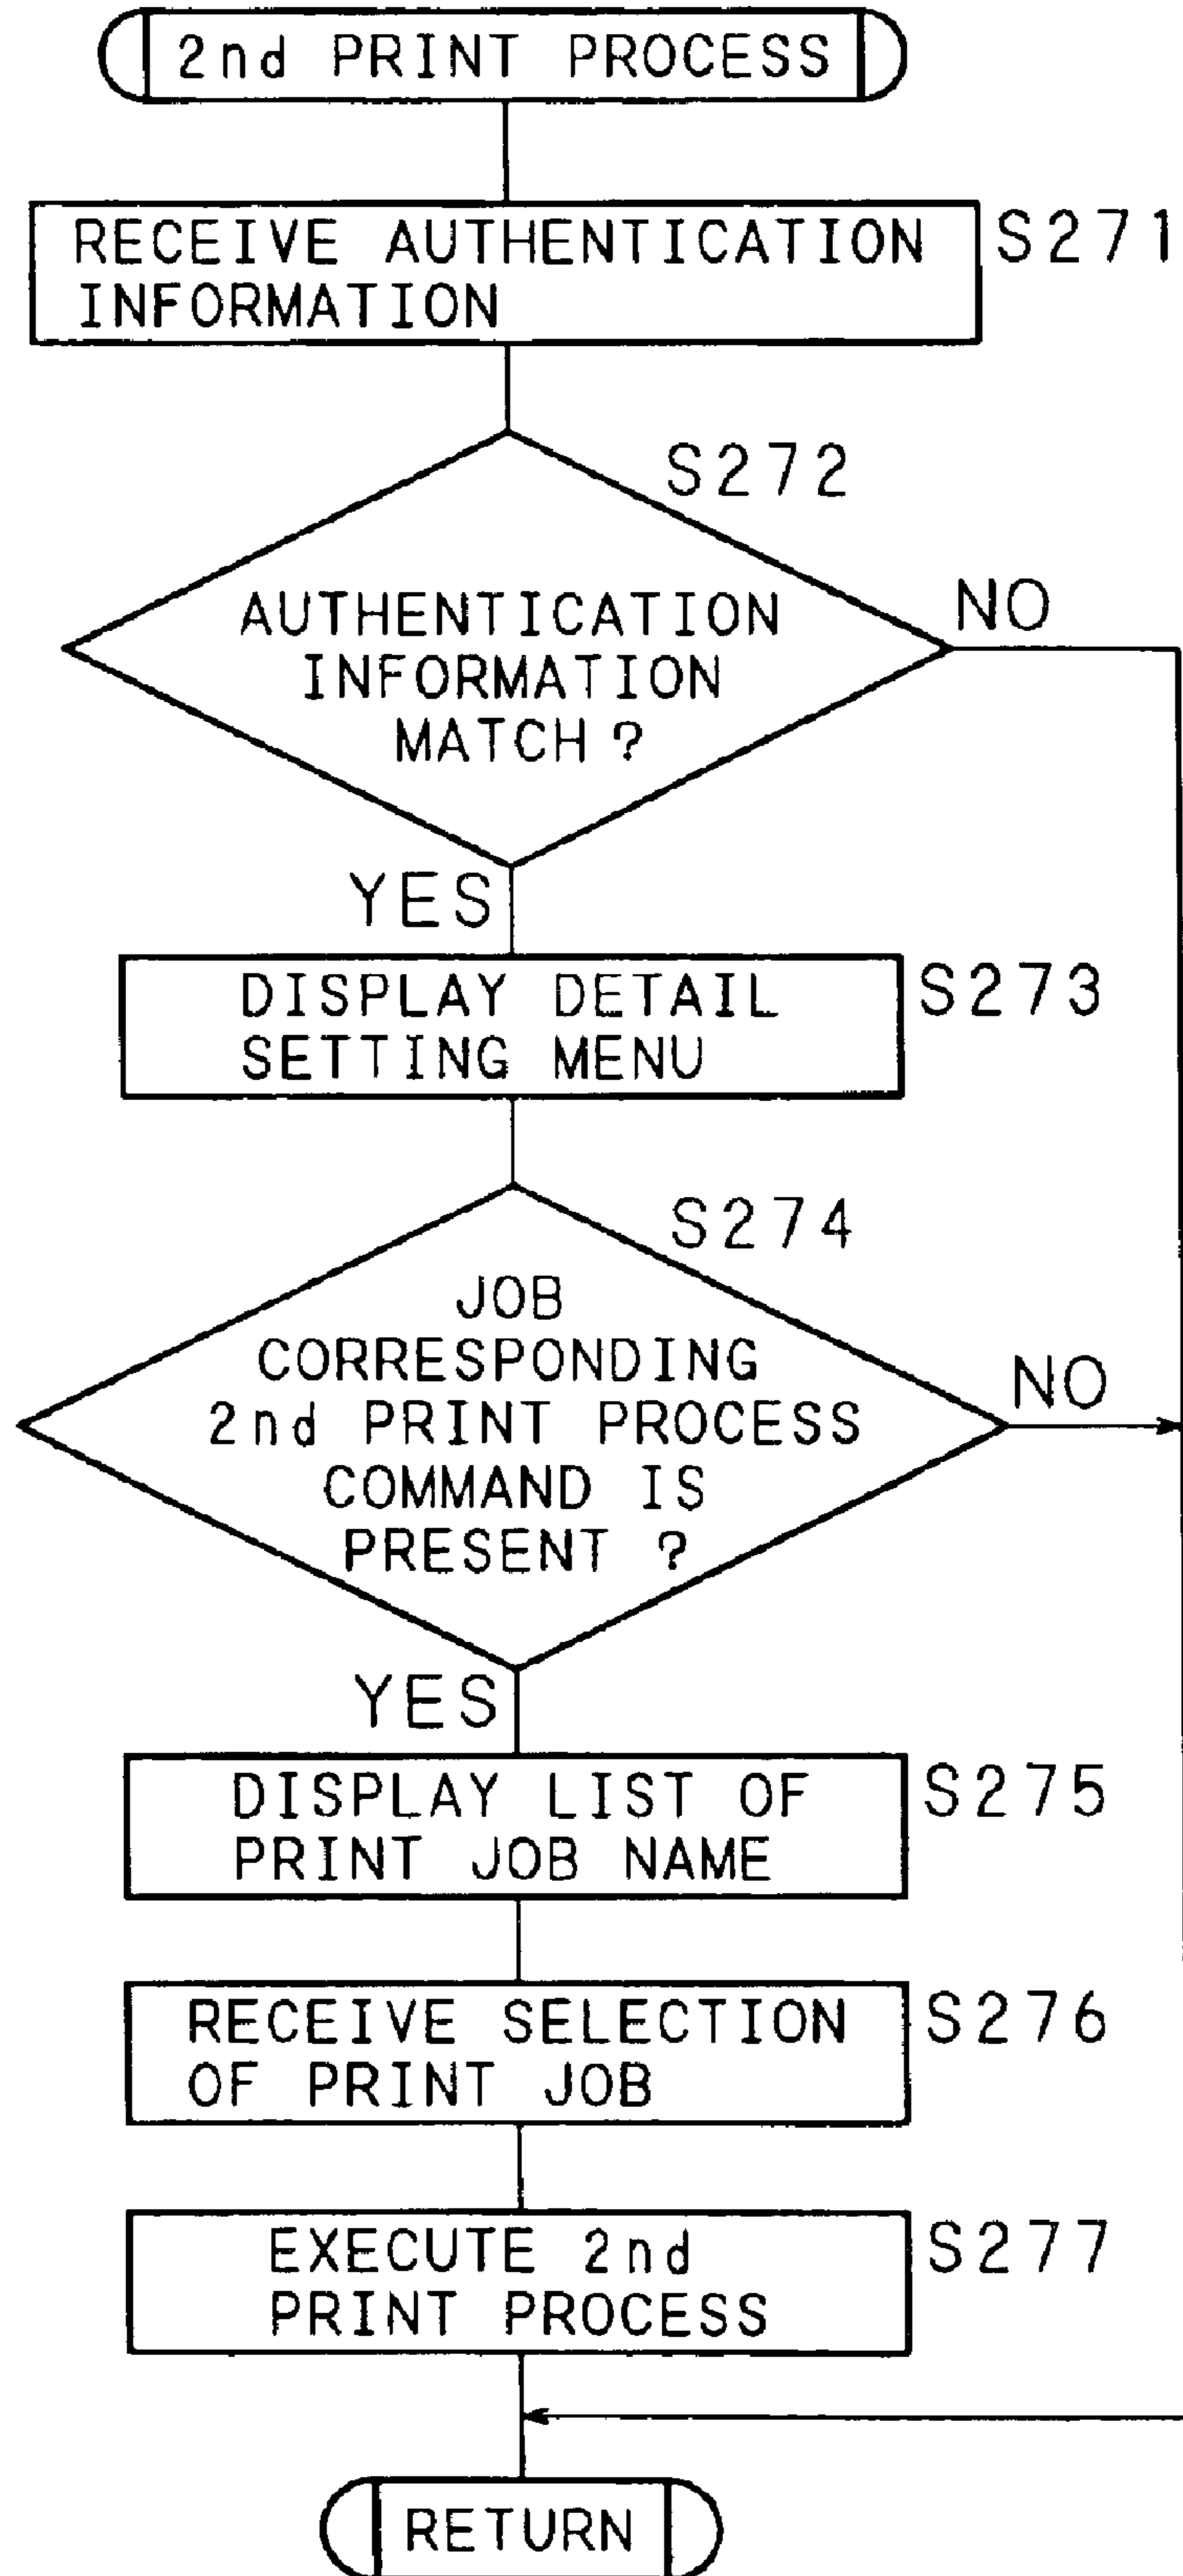 2nd PRINT PROCESS
RECEIVE AUTHENTICATION
INFORMATION
S271
S272
AUTHENTICATION
INFORMATION
MATCH?
NO
YES
DISPLAY DETAIL
SETTING MENU
S273
S274
JOB
CORRESPONDING
2nd PRINT PROCESS
COMMAND IS
PRESENT ?
NO
YES
DISPLAY LIST OF
PRINT JOB NAME
S275
RECEIVE SELECTION
OF PRINT JOB
S276
EXECUTE 2nd
PRINT PROCESS
S277
RETURN